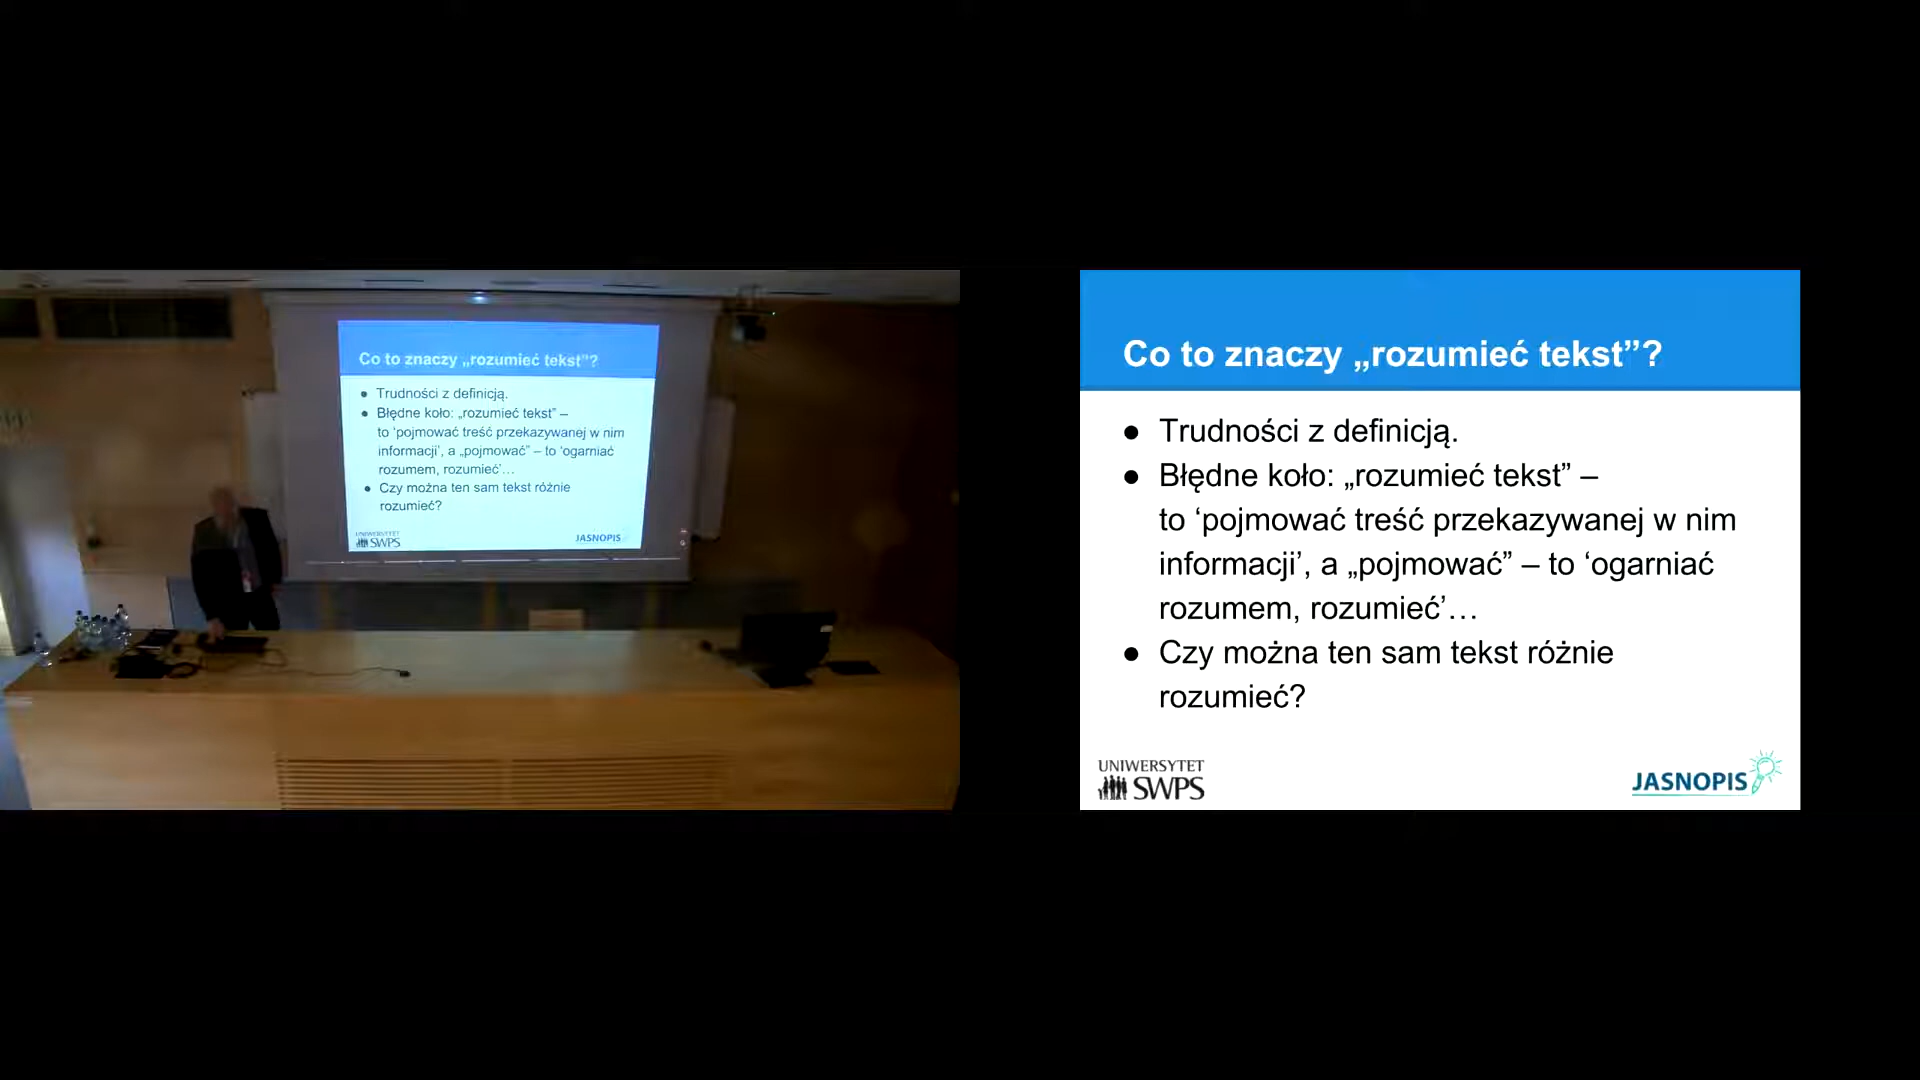 Co to znaczy „rozumieć tekst”?
● Trudności z definicją.
● Błędne koło: „rozumieć tekst” –
to ‘pojmować treść przekazywanej w nim
informacji’, a „pojmować” – to ‘ogarniać
rozumem, rozumieć’…
● Czy można ten sam tekst różnie
rozumieć?
UNIWERSYTET
SWPS
JASNOPIS
Co to znaczy „rozumieć tekst”?
● Trudności z definicją.
● Błędne koło: „rozumieć tekst” –
to ‘pojmować treść przekazywanej w nim
informacji’, a „pojmować” – to ‘ogarniać
rozumem, rozumieć’…
● Czy można ten sam tekst różnie
rozumieć?
UNIWERSYTET
SWPS
JASNOPIS